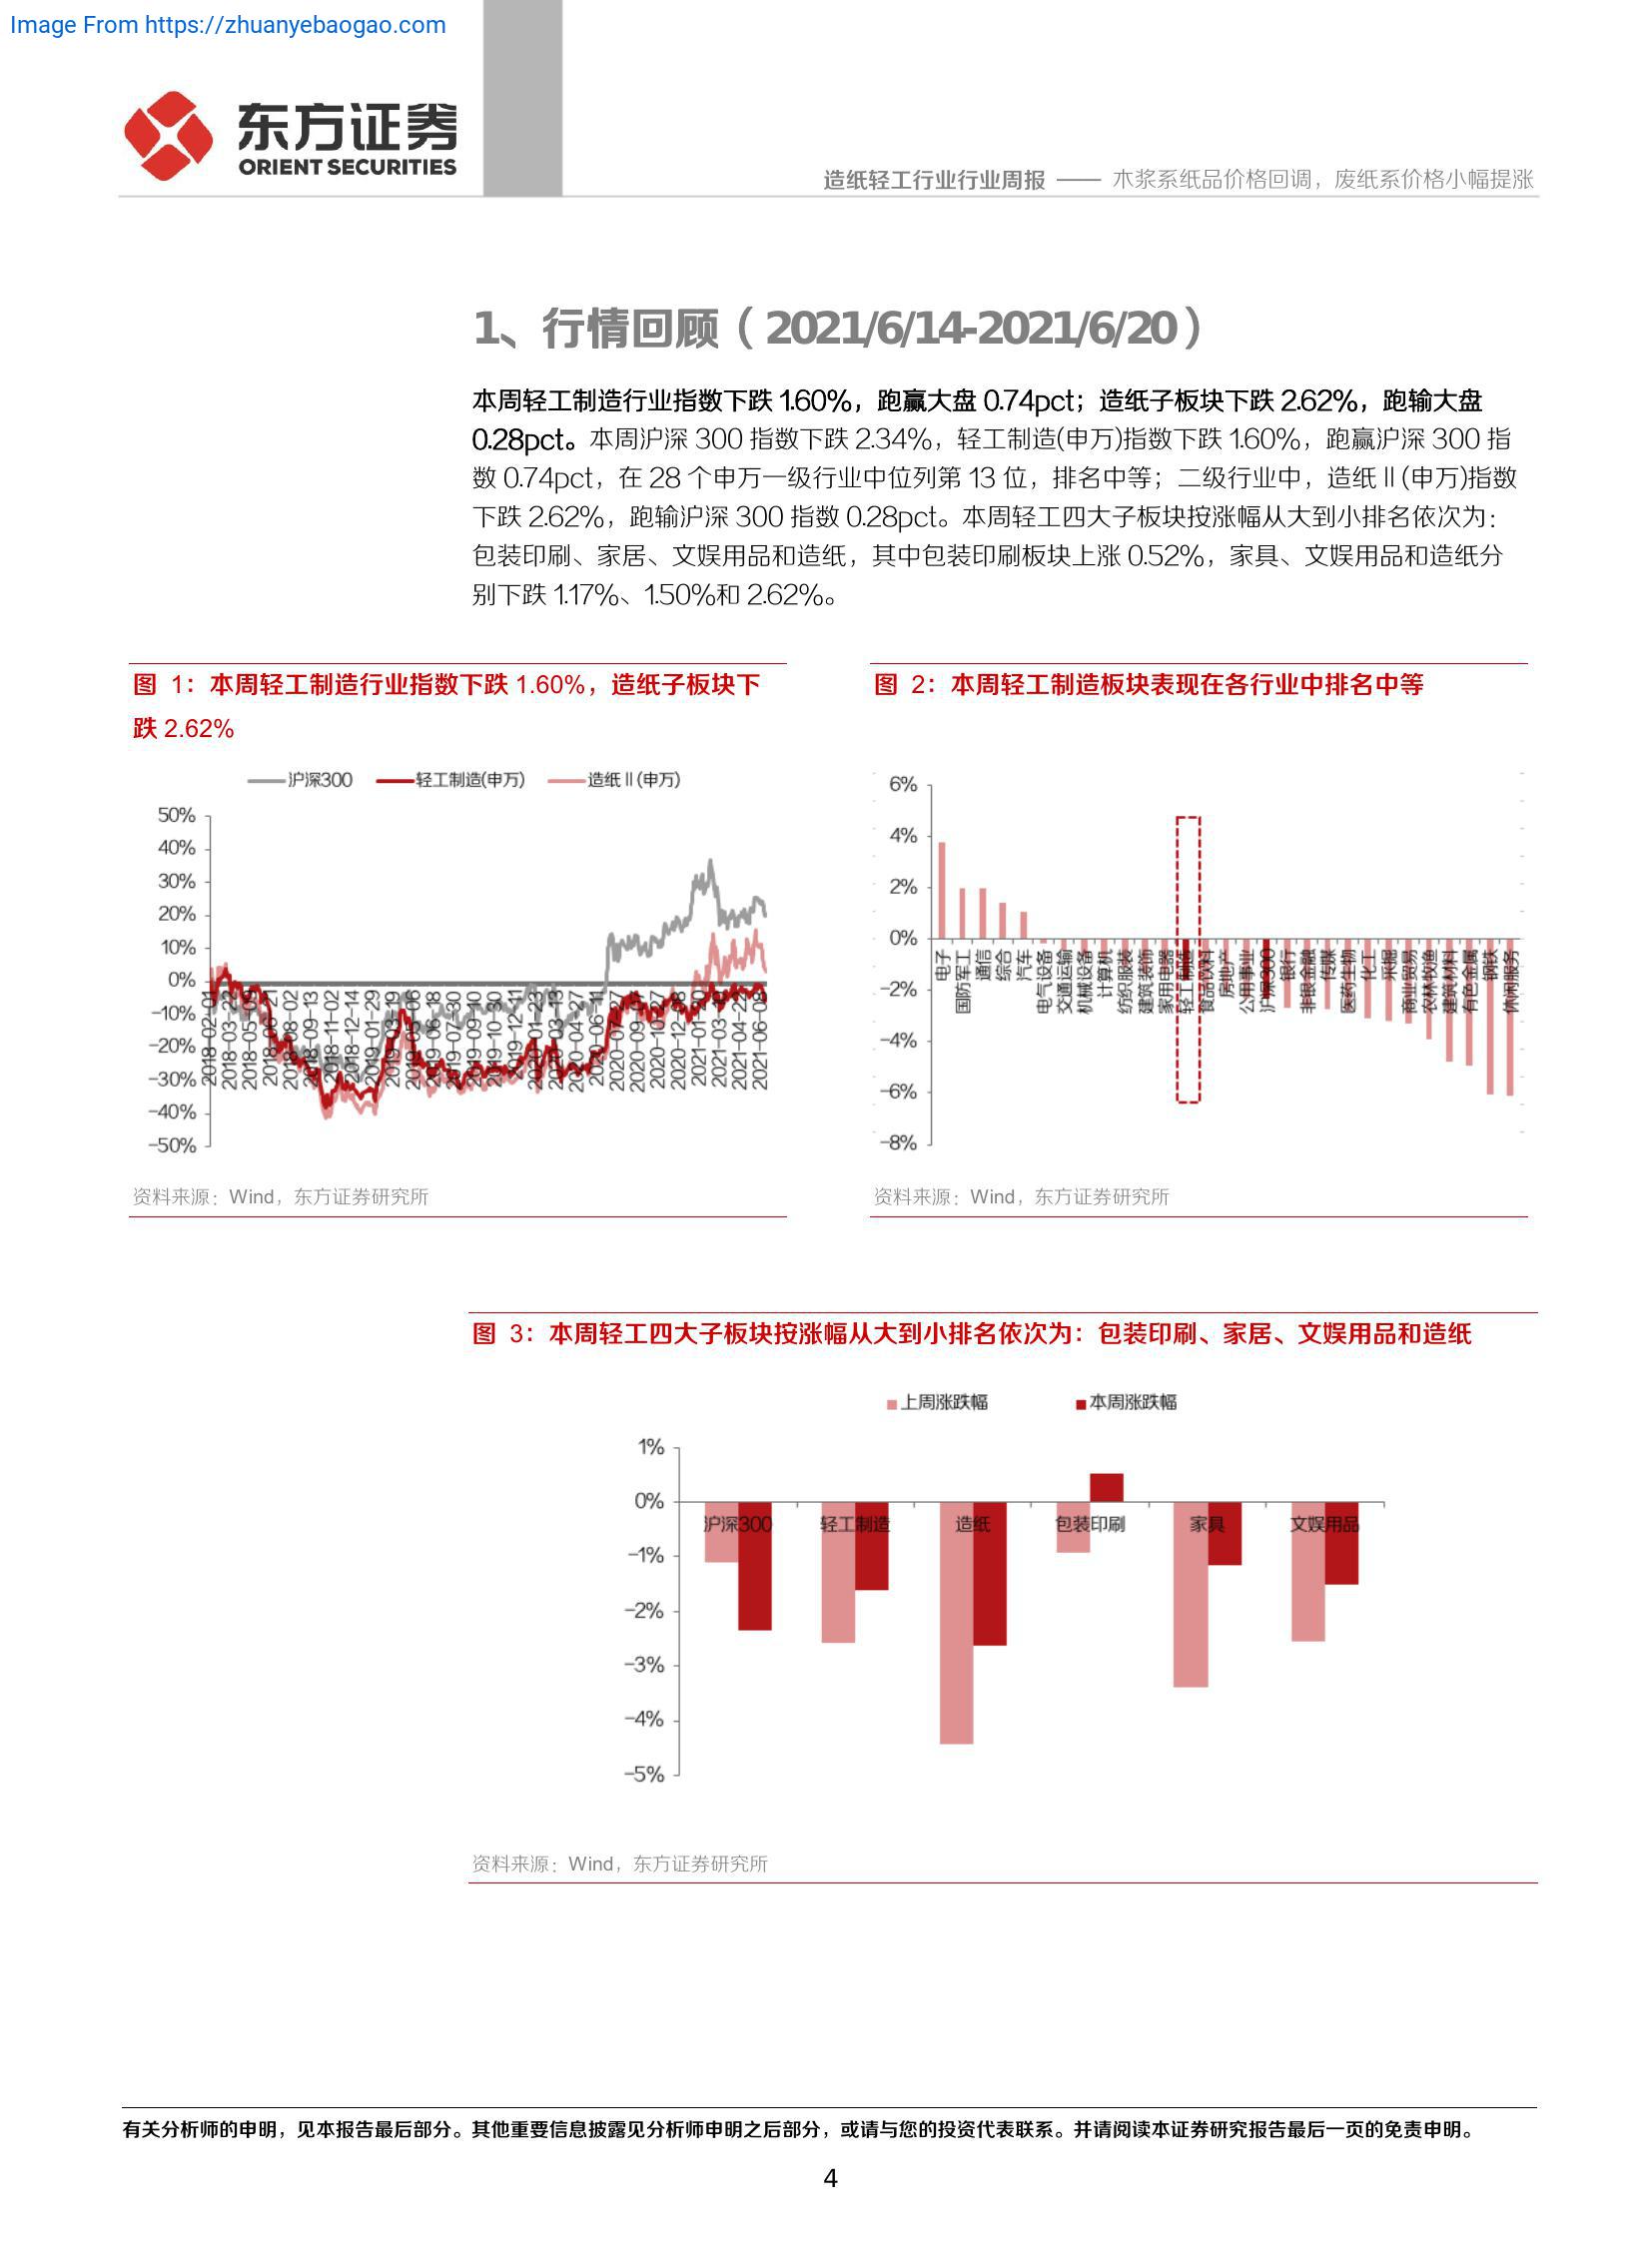 Image From https://zhuanyebaogao.com
东方证券
ORIENT SECURITIES
造纸轻工行业行业周报 —— 木浆系纸品价格回调，废纸系价格小幅提涨
1、行情回顾（2021/6/14-2021/6/20）
本周轻工制造行业指数下跌 1.60%，跑赢大盘 0.74pct；造纸子板块下跌 2.62%，跑输大盘
0.28pct。本周沪深 300 指数下跌 2.34%，轻工制造(申万)指数下跌 1.60%，跑赢沪深 300 指
数 0.74pct，在 28 个申万一级行业中位列第 13 位，排名中等；二级行业中，造纸Ⅱ(申万)指数
下跌 2.62%，跑输沪深 300 指数 0.28pct。本周轻工四大子板块按涨幅从大到小排名依次为：
包装印刷、家居、文娱用品和造纸，其中包装印刷板块上涨 0.52%，家具、文娱用品和造纸分
别下跌 1.17%、1.50%和 2.62%。
图 1：本周轻工制造行业指数下跌 1.60%，造纸子板块下
跌 2.62%
沪深300 轻工制造(申万) 造纸Ⅱ(申万)
50%
40%
30%
20%
10%
0%
-10%
-20%
-30%
-40%
-50%
2018-02-01
2018-03-22
2018-05-09
2018-06-21
2018-08-02
2018-09-13
2018-11-02
2018-12-14
2019-01-29
2019-03-19
2019-05-06
2019-06-18
2019-07-30
2019-09-10
2019-10-30
2019-12-11
2020-01-23
2020-03-13
2020-04-27
2020-06-11
2020-07-27
2020-10-27
2020-12-08
2021-01-20
2021-06-03
资料来源：Wind，东方证券研究所
图 2：本周轻工制造板块表现在各行业中排名中等
6%
4%
2%
0%
-2%
-4%
-6%
-8%
电子
国防军工
通信
综合
汽车
电气设备
交通运输
机械设备
计算机
纺织服装
建筑装饰
家用电器
轻工制造
食品饮料
房地产
公用事业
沪深300
银行
非银金融
传媒
医药生物
化工
采掘
商业贸易
农林牧渔
建筑材料
有色金属
钢铁
休闲服务
资料来源：Wind，东方证券研究所
图 3：本周轻工四大子板块按涨幅从大到小排名依次为：包装印刷、家居、文娱用品和造纸
上周涨跌幅 本周涨跌幅
1%
0%
-1%
-2%
-3%
-4%
-5%
沪深300 轻工制造 造纸 包装印刷 家具 文娱用品
资料来源：Wind，东方证券研究所
有关分析师的申明，见本报告最后部分。其他重要信息披露见分析师申明之后部分，或请与您的投资代表联系。并请阅读本证券研究报告最后一页的免责申明。
4